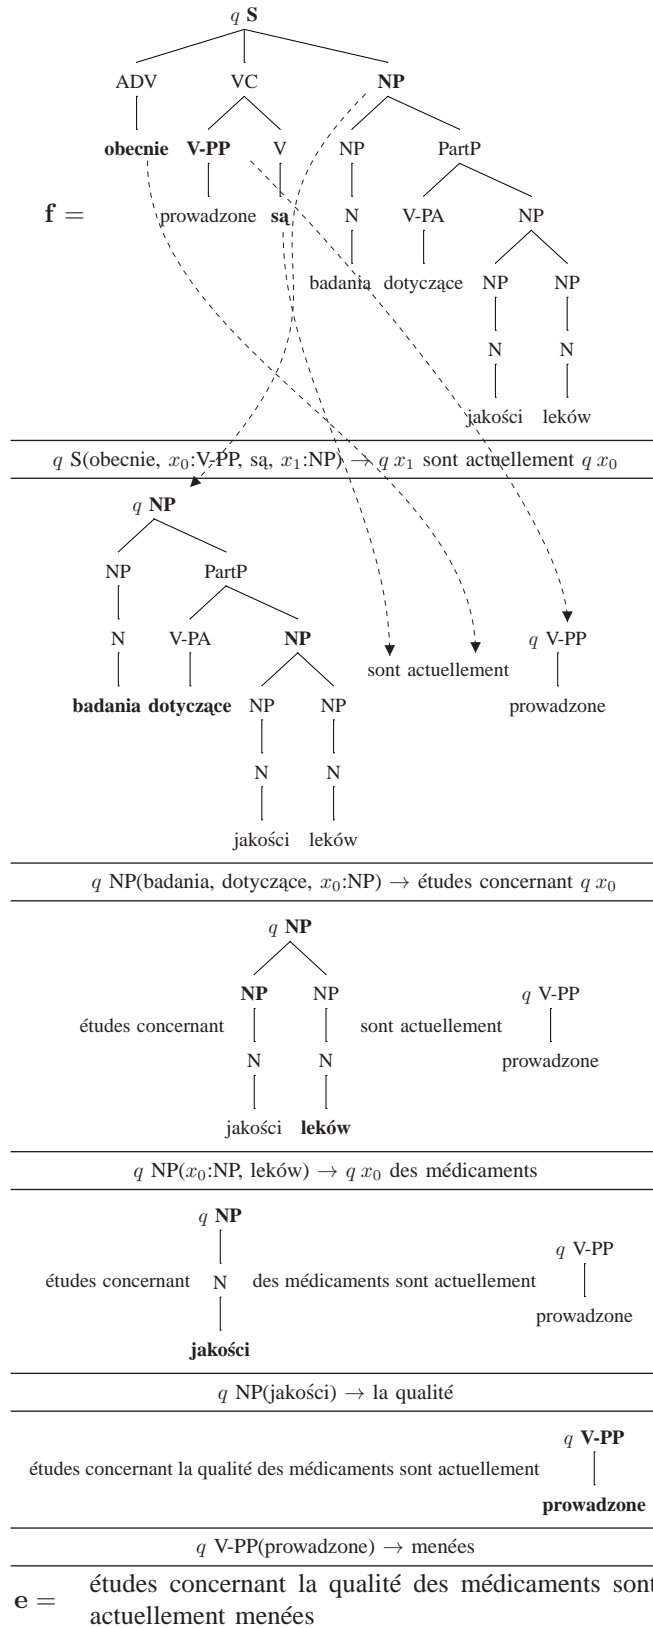 q S
ADV VC NP
obecnie V-PP V NP PartP
f = prowadzone są N V-PA NP
badania dotyczące NP NP
N N
jakości leków
q S(obecnie, x₀:V-PP, są, x₁:NP) → q x₁ sont actuellement q x₀
q NP
NP PartP
N V-PA NP q V-PP
sont actuellement
badania dotyczące NP NP prowadzone
N N
jakości leków
q NP(badania, dotyczące, x₀:NP) → études concernant q x₀
q NP
NP NP q V-PP
études concernant sont actuellement
N N prowadzone
jakości leków
q NP(x₀:NP, leków) → q x₀ des médicaments
q NP
q V-PP
études concernant N des médicaments sont actuellement
prowadzone
jakości
q NP(jakości) → la qualité
q V-PP
études concernant la qualité des médicaments sont actuellement
prowadzone
q V-PP(prowadzone) → menées
e = études concernant la qualité des médicaments sont
actuellement menées